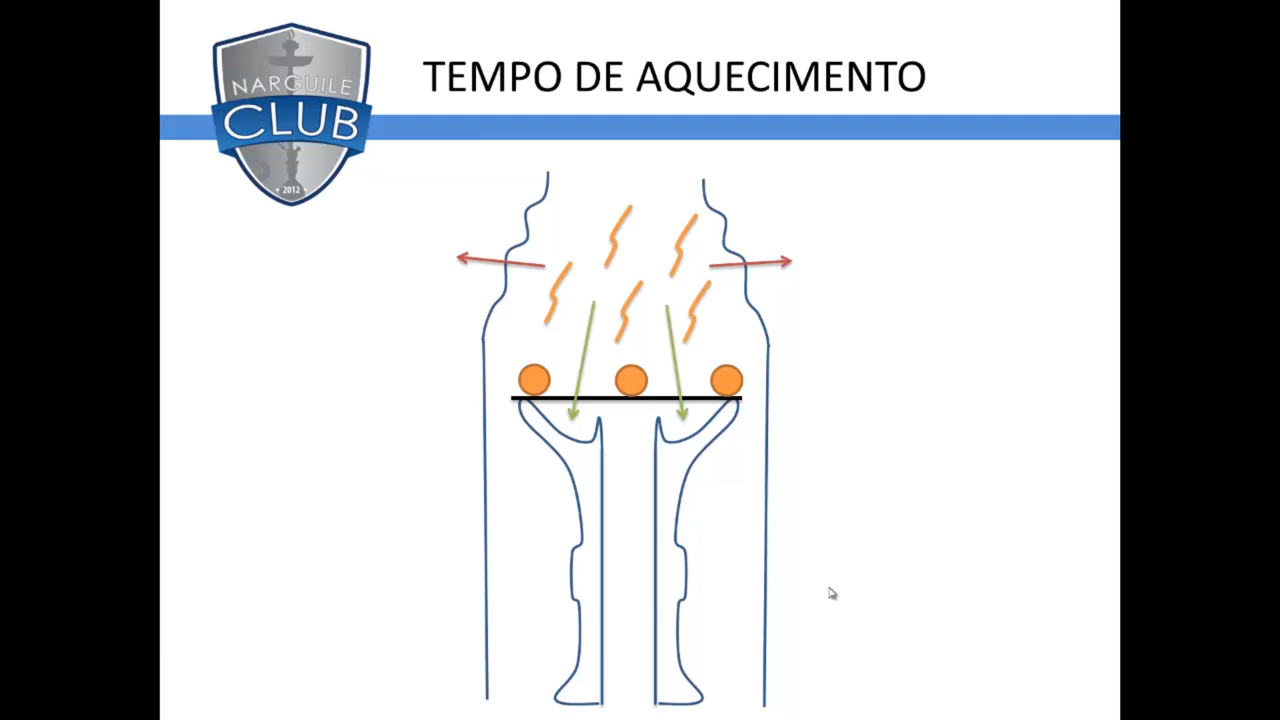 NARGUILE
CLUB
• 2012 •
TEMPO DE AQUECIMENTO